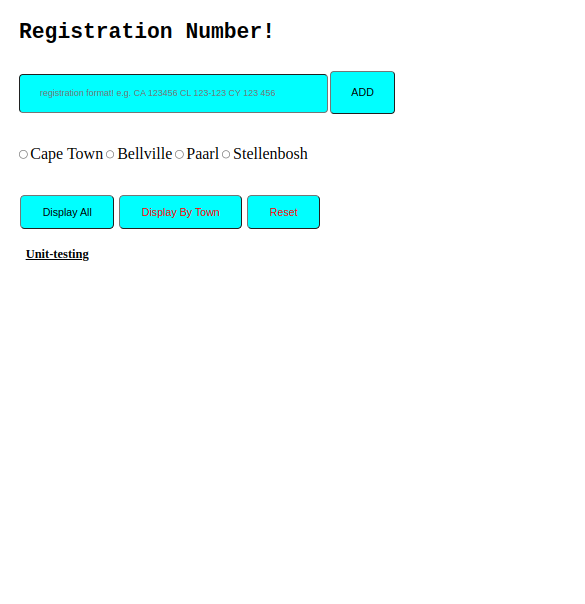 Registration Number!
registration format! e.g. CA 123456 CL 123-123 CY 123 456
ADD
Cape Town Bellville Paarl Stellenbosh
Display All Display By Town Reset
Unit-testing